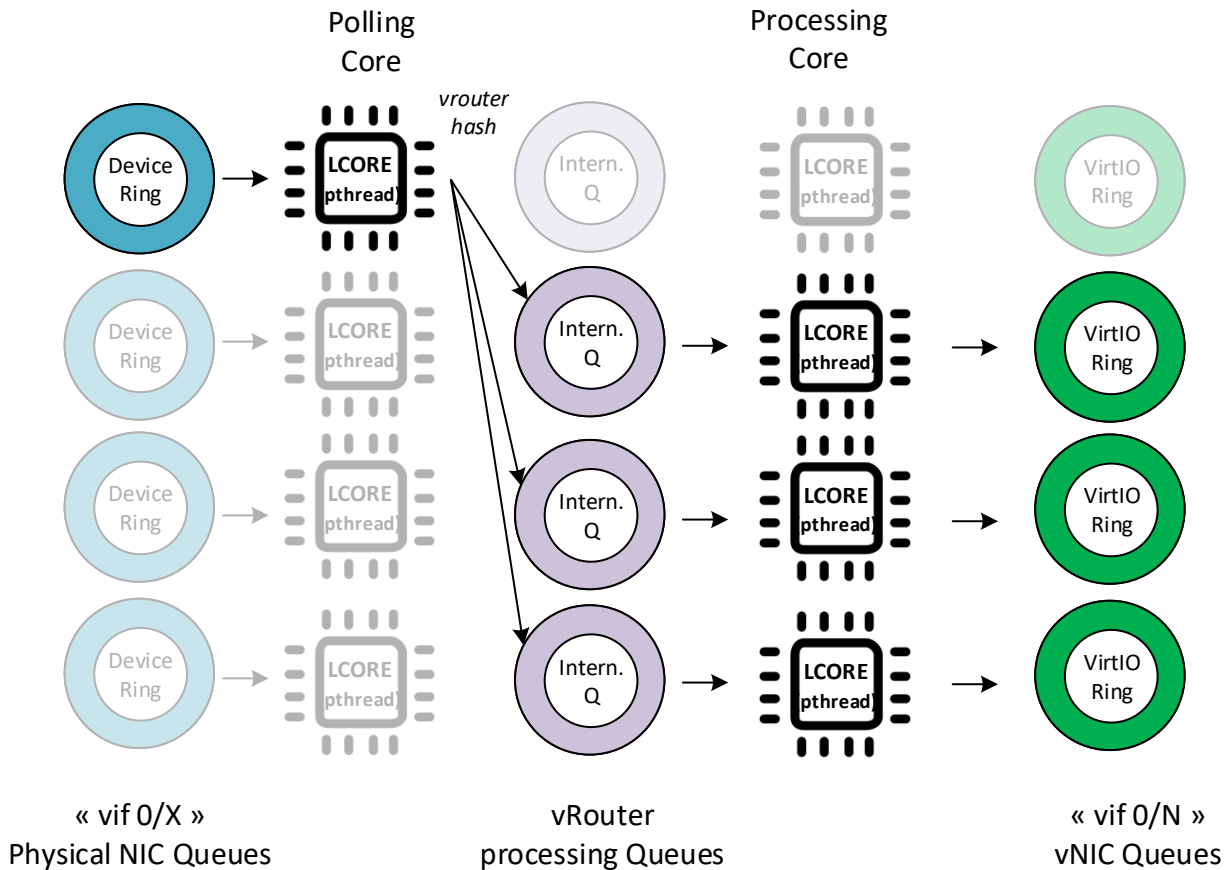 Polling
Core
Processing
Core
vrouter
hash
Device
Ring
LCORE
pthread)
Intern.
Q
LCORE
pthread)
VirtIO
Ring
Device
Ring
LCORE
pthread)
Intern.
Q
LCORE
pthread)
VirtIO
Ring
Device
Ring
LCORE
pthread)
Intern.
Q
LCORE
pthread)
VirtIO
Ring
Device
Ring
LCORE
pthread)
Intern.
Q
LCORE
pthread)
VirtIO
Ring
« vif 0/X »
Physical NIC Queues
vRouter
processing Queues
« vif 0/N »
vNIC Queues